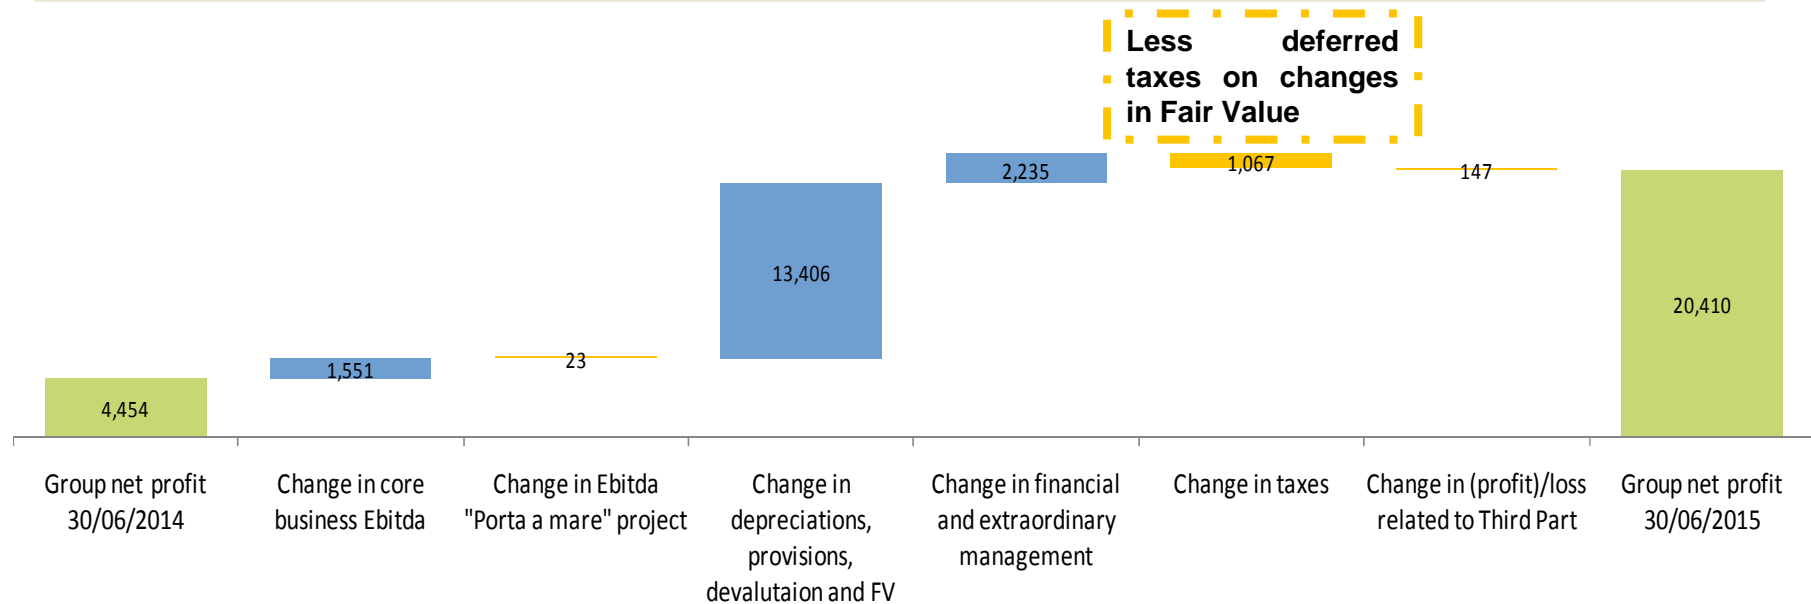 Less deferred
taxes on changes
in Fair Value
2,235
1,067
147
13,406
20,410
1,551
23
4,454
Group net profit
30/06/2014
Change in core
business Ebitda
Change in Ebitda
"Porta a mare" project
Change in
depreciations,
provisions,
devalutaion and FV
Change in financial
and extraordinary
management
Change in taxes
Change in (profit)/loss
related to Third Part
Group net profit
30/06/2015